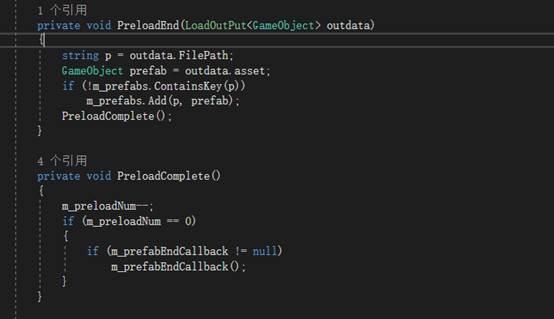 1 个引用
private void PreloadEnd(LoadOutPut<GameObject> outdata)
{
    string p = outdata.FilePath;
    GameObject prefab = outdata.asset;
    if (!m_prefabs.ContainsKey(p))
        m_prefabs.Add(p, prefab);
    PreloadComplete();
}
4 个引用
private void PreloadComplete()
{
    m_preloadNum--;
    if (m_preloadNum == 0)
    {
        if (m_prefabEndCallback != null)
            m_prefabEndCallback();
    }
}